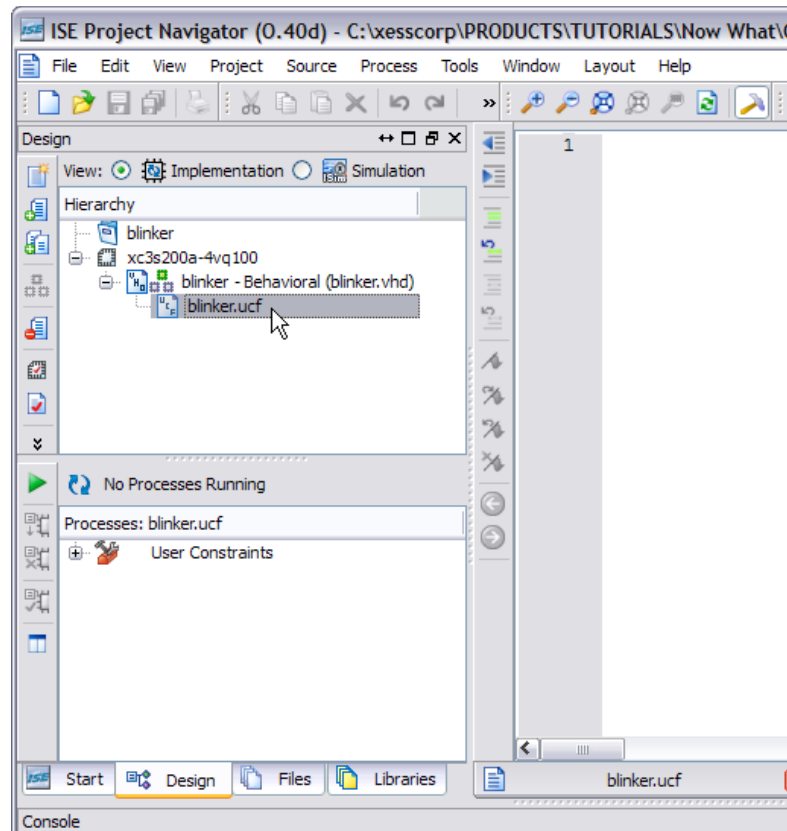 ISE Project Navigator (O.40d) - C:\xesscorp\PRODUCTS\TUTORIALS\Now What\
File Edit View Project Source Process Tools Window Layout Help
Design
View: Implementation Simulation
Hierarchy
blinker
xc3s200a-4vq100
blinker - Behavioral (blinker.vhd)
blinker.ucf
1
No Processes Running
Processes: blinker.ucf
User Constraints
ISE Start Design Files Libraries
blinker.ucf
Console